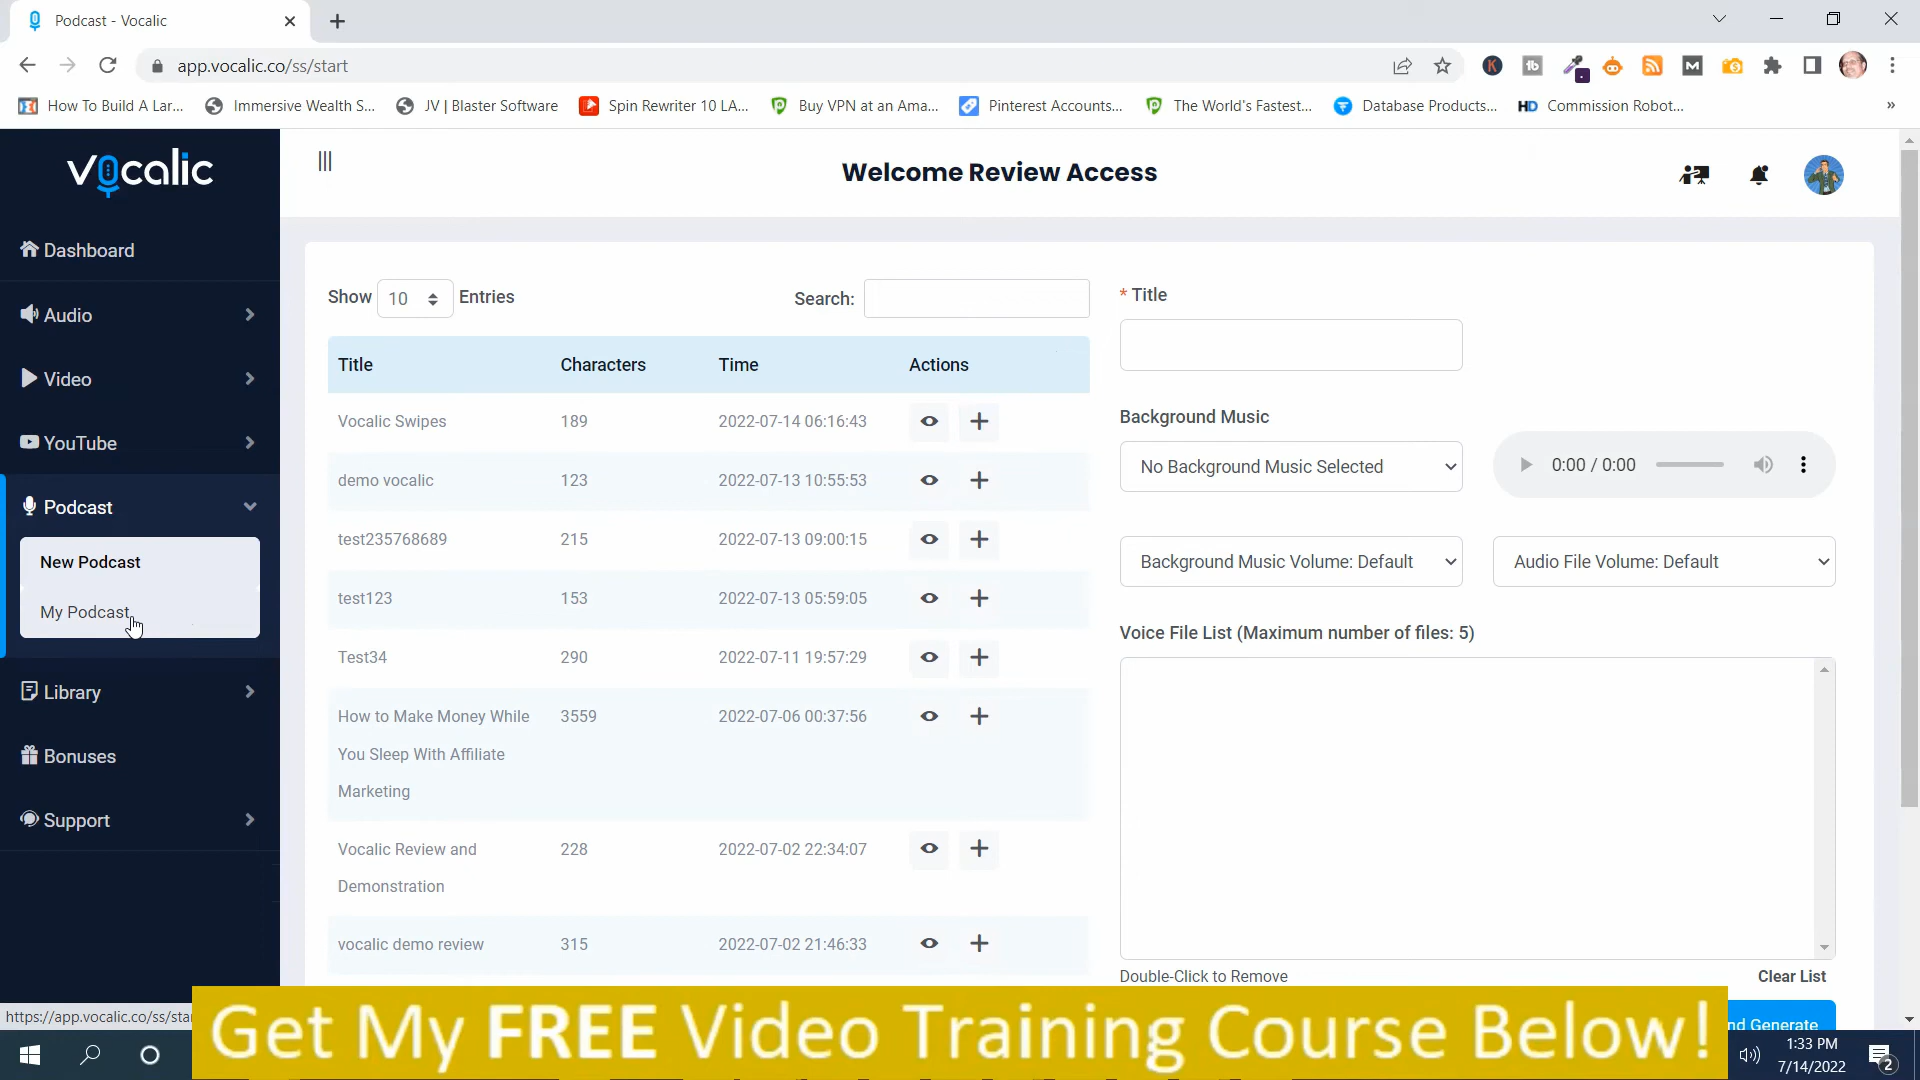 Podcast - Vocalic
app.vocalic.co/ss/start
How To Build A Lar...
Immersive Wealth S...
JV | Blaster Software
Spin Rewriter 10 LA...
Buy VPN at an Ama...
Pinterest Accounts...
The World's Fastest...
Database Products...
HD Commission Robot...
»
vocalic
Dashboard
Audio
Video
YouTube
Podcast
New Podcast
My Podcast
Library
Bonuses
Support
Welcome Review Access
Show 10 Entries
Search:
Title Characters Time Actions
Vocalic Swipes 189 2022-07-14 06:16:43
demo vocalic 123 2022-07-13 10:55:53
test235768689 215 2022-07-13 09:00:15
test123 153 2022-07-13 05:59:05
Test34 290 2022-07-11 19:57:29
How to Make Money While 3559 2022-07-06 00:37:56
You Sleep With Affiliate
Marketing
Vocalic Review and 228 2022-07-02 22:34:07
Demonstration
vocalic demo review 315 2022-07-02 21:46:33
* Title
Background Music
No Background Music Selected
0:00 / 0:00
Background Music Volume: Default
Audio File Volume: Default
Voice File List (Maximum number of files: 5)
Double-Click to Remove
Clear List
Generate
https://app.vocalic.co/ss/
Get My FREE Video Training Course Below!
1:33 PM
7/14/2022
2